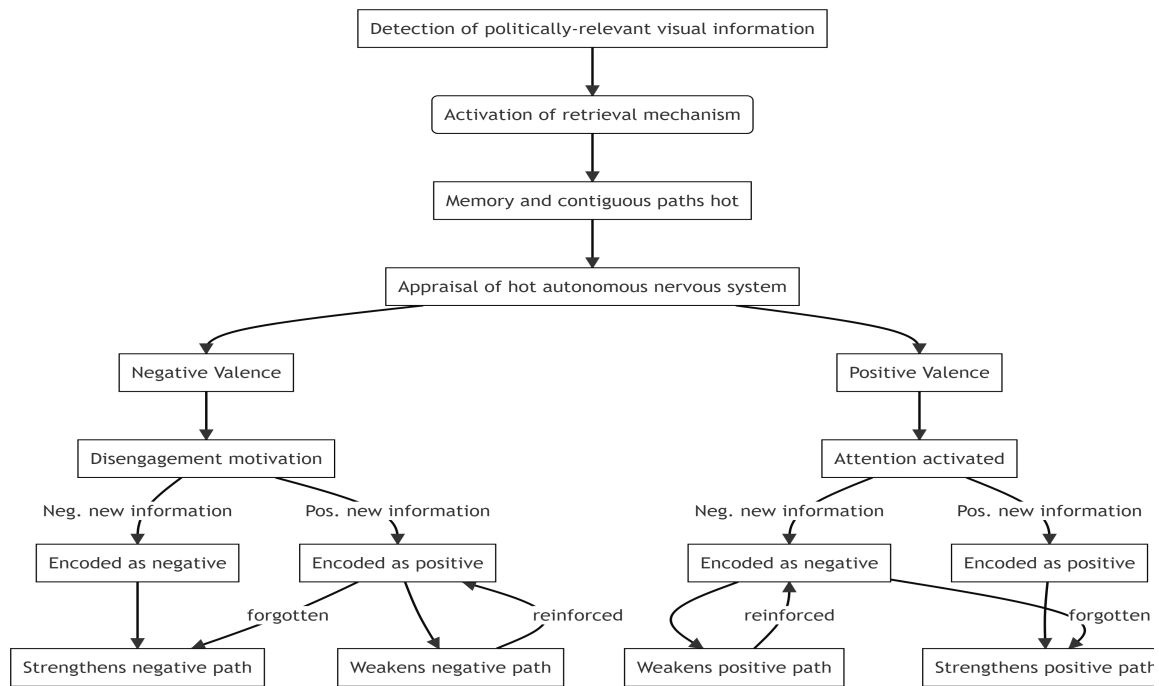 Detection of politically-relevant visual information
Activation of retrieval mechanism
Memory and contiguous paths hot
Appraisal of hot autonomous nervous system
Negative Valence
Positive Valence
Disengagement motivation
Attention activated
Neg. new information
Pos. new information
Neg. new information
Pos. new information
Encoded as negative
Encoded as positive
Encoded as negative
Encoded as positive
forgotten
reinforced
reinforced
forgotten
Strengthens negative path
Weakens negative path
Weakens positive path
Strengthens positive path